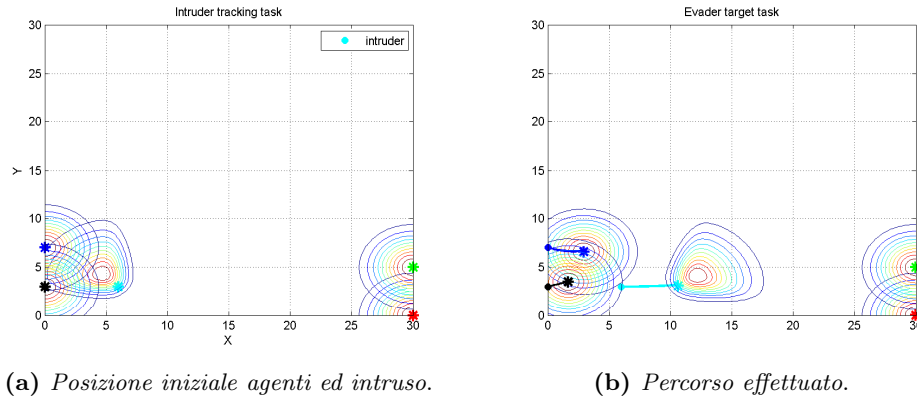 Intruder tracking task
intruder
30
25
20
15
10
5
0
Y
0 5 10 15 20 25 30
X
Evader target task
30
25
20
15
10
5
0
0 5 10 15 20 25 30
(a) Posizione iniziale agenti ed intruso.
(b) Percorso effettuato.